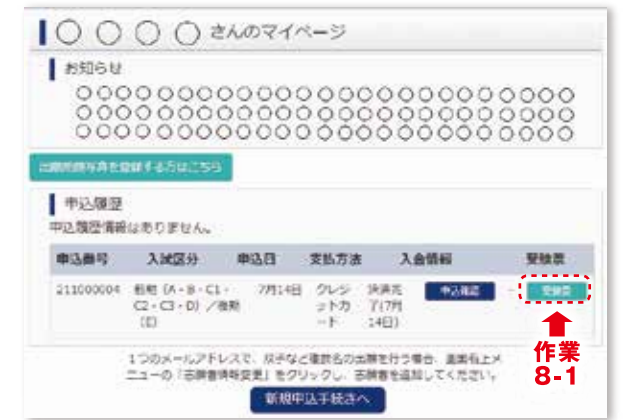 ○○○○さんのマイページ
お知らせ
○○○○○○○○○○○○○○○○○○○○○○○○
○○○○○○○○○○○○○○○○○○○○○○○○
○○○○○○○○○○○○○○○○○○○○○○○○
出願用顔写真を登録する方はこちら
申込履歴
申込履歴情報はありません。
申込番号 入試区分 申込日 支払方法 入金情報 受験票
211000004 前期（A・B・C1・ 7月14日 クレジ 決済完 申込確認 - 受験票
C2・C3・D）／後期 ットカ 了(7月
（E） ード 14日)
作業
8-1
1つのメールアドレスで、双子など複数名の出願を行う場合、画面右上メ
ニューの「志願者情報変更」をクリックし、志願者を追加してください。
新規申込手続きへ